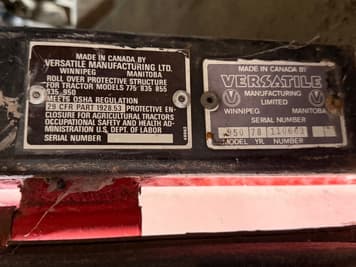 MADE IN CANADA BY
VERSATILE MANUFACTURING LTD.
WINNIPEG MANITOBA
ROLL OVER PROTECTIVE STRUCTURE
FOR TRACTOR MODELS 775 835 855
935 950
MEETS OSHA REGULATION
29 CFR PART 1928.53 PROTECTIVE EN-
CLOSURE FOR AGRICULTURAL TRACTORS
OCCUPATIONAL SAFETY AND HEALTH AD-
MINISTRATION U.S. DEPT. OF LABOR
SERIAL NUMBER
MADE IN CANADA BY
VERSATILE
MANUFACTURING
LIMITED
WINNIPEG MANITOBA
SERIAL NUMBER
950 78
MODEL YR. NUMBER